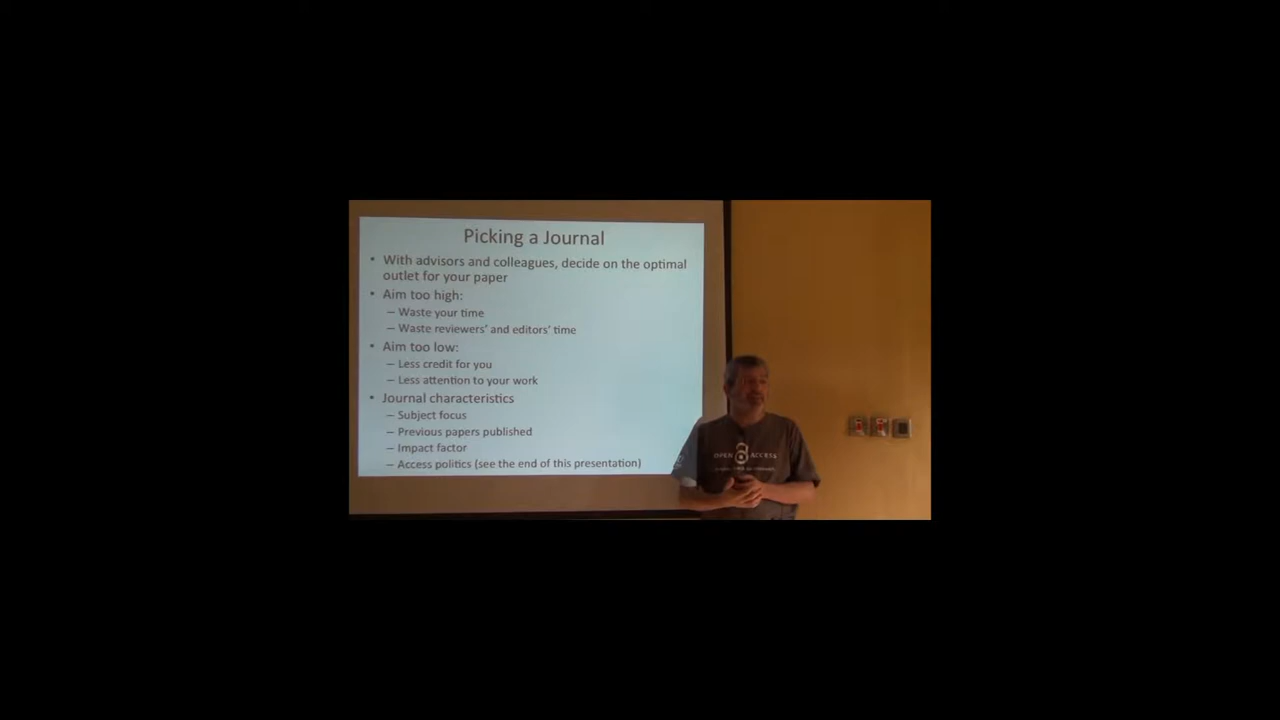 Picking a Journal
• With advisors and colleagues, decide on the optimal
outlet for your paper
• Aim too high:
– Waste your time
– Waste reviewers' and editors' time
• Aim too low:
– Less credit for you
– Less attention to your work
• Journal characteristics
– Subject focus
– Previous papers published
– Impact factor
– Access politics (see the end of this presentation)
OPEN ACCESS